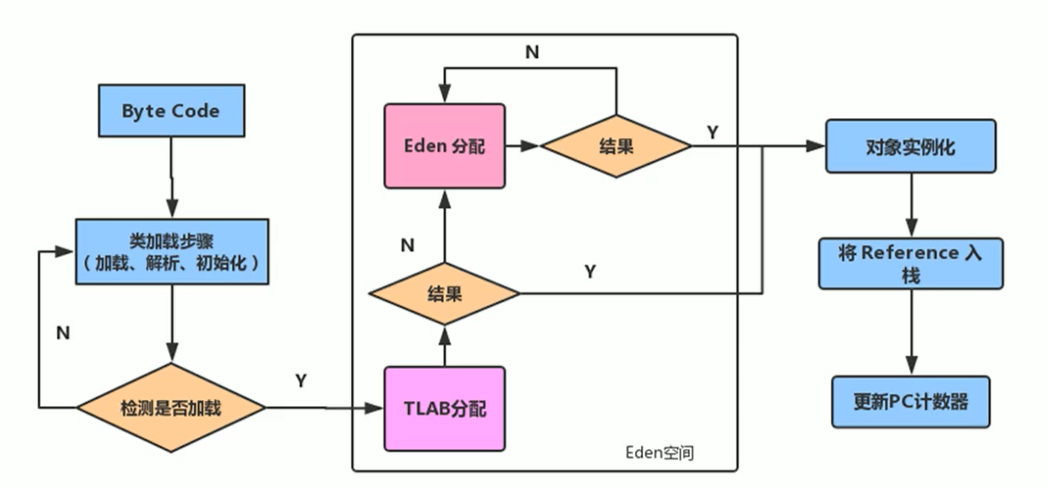 Byte Code
类加载步骤
（加载、解析、初始化）
N
检测是否加载
Y
N
Eden 分配
结果
Y
N
结果
Y
TLAB分配
Eden空间
对象实例化
将 Reference 入
栈
更新PC计数器